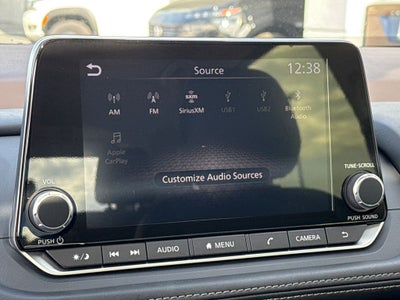 Source
12:38
AM
FM
sxm
SiriusXM
USB1
USB2
Bluetooth
Audio
Apple
CarPlay
Customize Audio Sources
VOL
TUNE·SCROLL
PUSH
PUSH SOUND
AUDIO
MENU
CAMERA